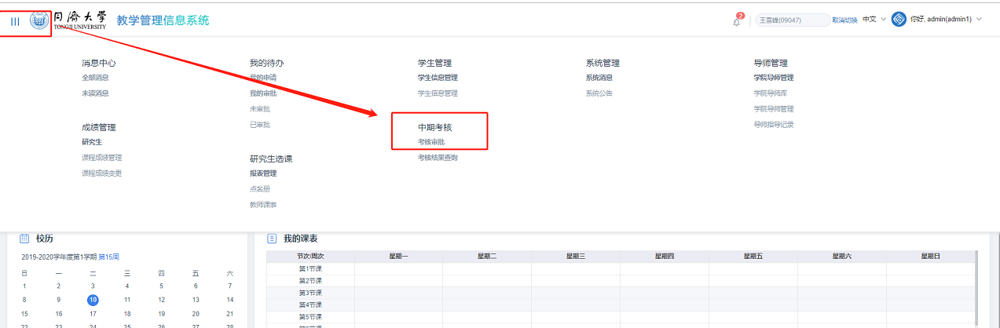 同濟大學
TONGJI UNIVERSITY
教学管理信息系统
2
王雪峰(09047)
取消切换
中文
你好, admin(admin1)
消息中心
全部消息
未读消息
我的待办
我的申请
我的审批
未审批
已审批
学生管理
学生信息管理
学生信息管理
系统管理
系统消息
系统公告
导师管理
学院导师管理
学院导师库
学院导师管理
导师指导记录
成绩管理
研究生
课程成绩管理
课程成绩变更
研究生选课
报表管理
点名册
教师课表
中期考核
考核审批
考核结果查询
校历
2019-2020学年度第1学期 第15周
日 一 二 三 四 五 六
1 2 3 4 5 6 7
8 9 10 11 12 13 14
15 16 17 18 19 20 21
22 23 24 25 26 27 28
我的课表
节次/周次 星期一 星期二 星期三 星期四 星期五 星期六 星期日
第1节课
第2节课
第3节课
第4节课
第5节课